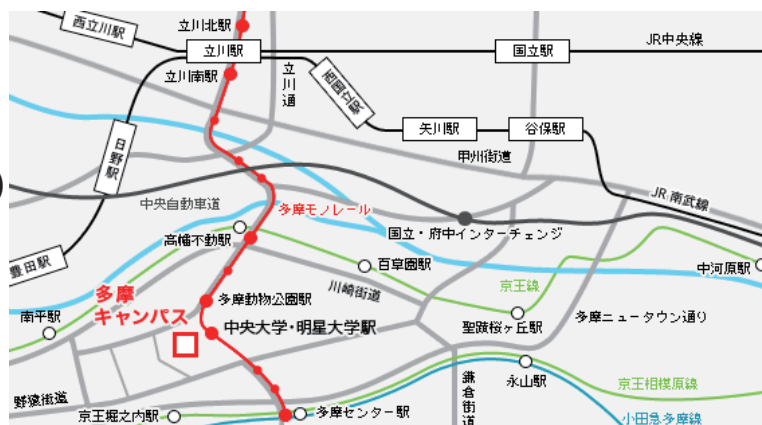 立川北駅
西立川駅
立川駅
国立駅
JR中央線
立川南駅
立川通
西国立駅
矢川駅
谷保駅
甲州街道
日野駅
JR南武線
中央自動車道
多摩モノレール
国立・府中インターチェンジ
高幡不動駅
百草園駅
中河原駅
豊田駅
川崎街道
京王線
多摩
キャンパス
多摩動物公園駅
南平駅
中央大学・明星大学駅
聖蹟桜ヶ丘駅
多摩ニュータウン通り
永山駅
鎌倉街道
京王相模原線
野猿街道
京王堀之内駅
多摩センター駅
小田急多摩線